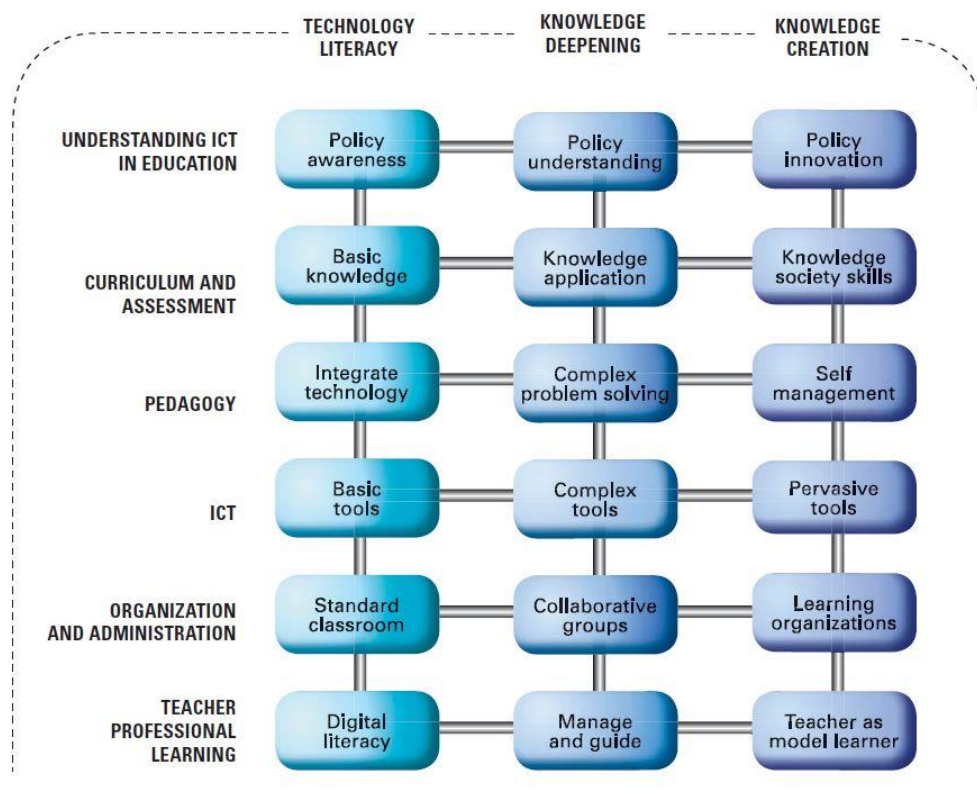 TECHNOLOGY
LITERACY
KNOWLEDGE
DEEPENING
KNOWLEDGE
CREATION
UNDERSTANDING ICT
IN EDUCATION
Policy
awareness
Policy
understanding
Policy
innovation
CURRICULUM AND
ASSESSMENT
Basic
knowledge
Knowledge
application
Knowledge
society skills
PEDAGOGY
Integrate
technology
Complex
problem solving
Self
management
ICT
Basic
tools
Complex
tools
Pervasive
tools
ORGANIZATION
AND ADMINISTRATION
Standard
classroom
Collaborative
groups
Learning
organizations
TEACHER
PROFESSIONAL
LEARNING
Digital
literacy
Manage
and guide
Teacher as
model learner